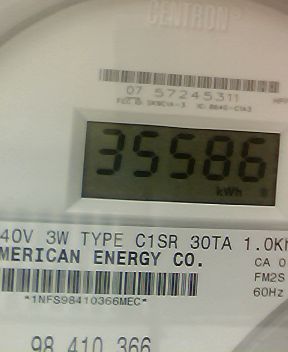 CENTRON®
07 57245311
35586
kWh
40V 3W TYPE C1SR 30TA 1.0Kh
MERICAN ENERGY CO. CA 0
FM2S
*1NFS98410366MEC* 60Hz
98 410 366